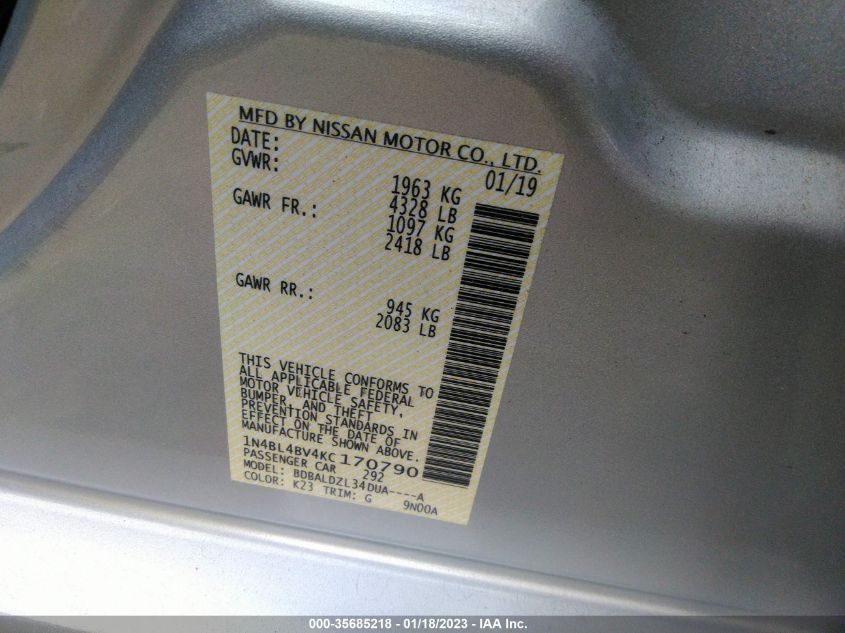 MFD BY NISSAN MOTOR CO., LTD.
DATE: 01/19
GVWR: 1963 KG
4328 LB
GAWR FR.: 1097 KG
2418 LB
GAWR RR.: 945 KG
2083 LB
THIS VEHICLE CONFORMS TO
ALL APPLICABLE FEDERAL
MOTOR VEHICLE SAFETY,
BUMPER, AND THEFT
PREVENTION STANDARDS IN
EFFECT ON THE DATE OF
MANUFACTURE SHOWN ABOVE.
1N4BL4BV4KC170790
PASSENGER CAR 292
MODEL: BDBALDZL34DUA----A
COLOR: K23 TRIM: G 9N00A
000-35685218 - 01/18/2023 - IAA Inc.